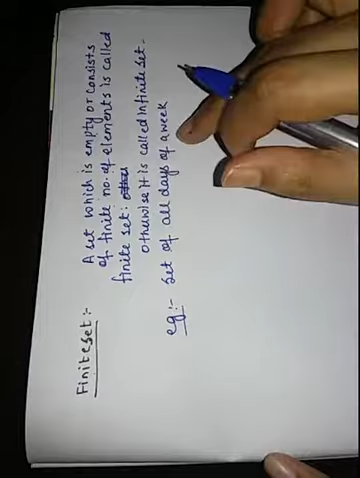 Finite set :-
A set which is empty or consists
of finite no. of elements is called
finite set.
otherwise it is called Infinite set.
eg:- set of all days of a week